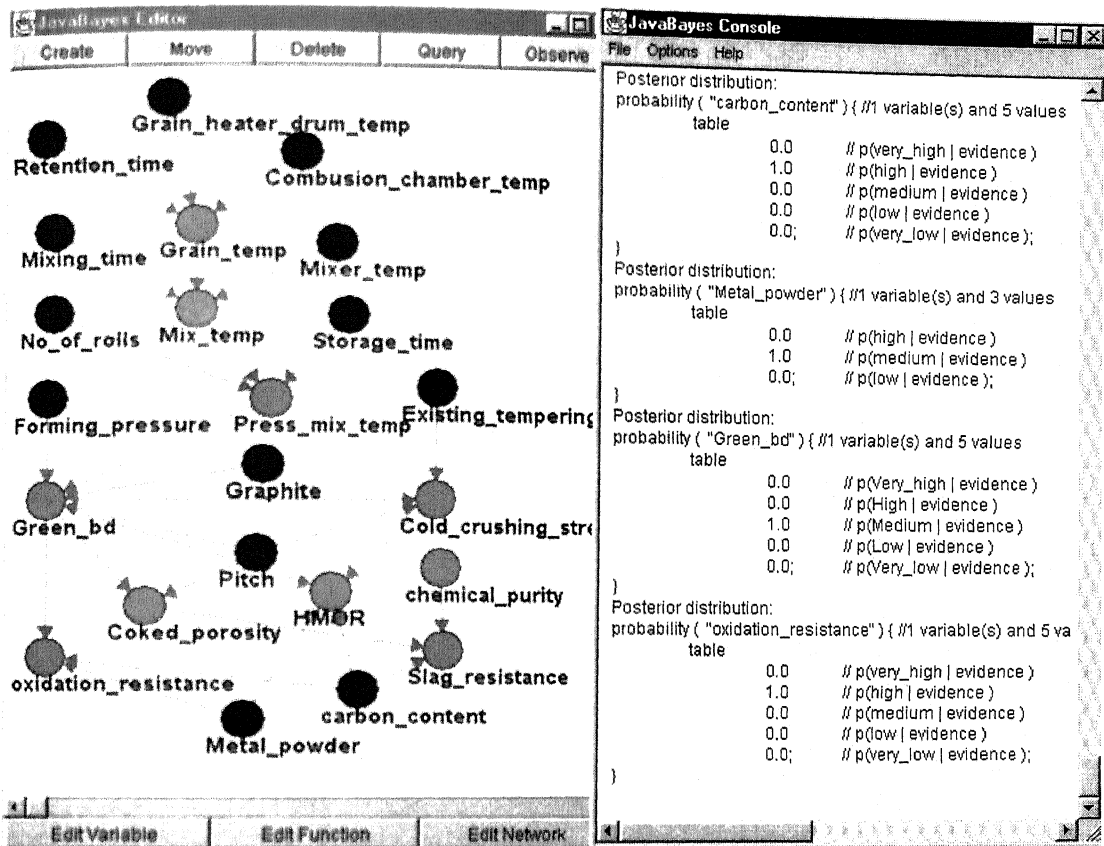 JavaBayes Editor
Create Move Delete Query Observe
Grain_heater_drum_temp
Retention_time
Combusion_chamber_temp
Mixing_time
Grain_temp
Mixer_temp
No_of_rolls
Mix_temp
Storage_time
Forming_pressure
Press_mix_temp
Existing_tempering
Graphite
Green_bd
Cold_crushing_stre
Pitch
chemical_purity
Coked_porosity
HMOR
oxidation_resistance
Slag_resistance
carbon_content
Metal_powder
Edit Variable Edit Function Edit Network
JavaBayes Console
File Options Help
Posterior distribution:
probability ( "carbon_content" ) { //1 variable(s) and 5 values
table
0.0 // p(very_high | evidence )
1.0 // p(high | evidence )
0.0 // p(medium | evidence )
0.0 // p(low | evidence )
0.0; // p(very_low | evidence );
}
Posterior distribution:
probability ( "Metal_powder" ) { //1 variable(s) and 3 values
table
0.0 // p(high | evidence )
1.0 // p(medium | evidence )
0.0; // p(low | evidence );
}
Posterior distribution:
probability ( "Green_bd" ) { //1 variable(s) and 5 values
table
0.0 // p(Very_high | evidence )
0.0 // p(High | evidence )
1.0 // p(Medium | evidence )
0.0 // p(Low | evidence )
0.0; // p(Very_low | evidence );
}
Posterior distribution:
probability ( "oxidation_resistance" ) { //1 variable(s) and 5 va
table
0.0 // p(very_high | evidence )
1.0 // p(high | evidence )
0.0 // p(medium | evidence )
0.0 // p(low | evidence )
0.0; // p(very_low | evidence );
}